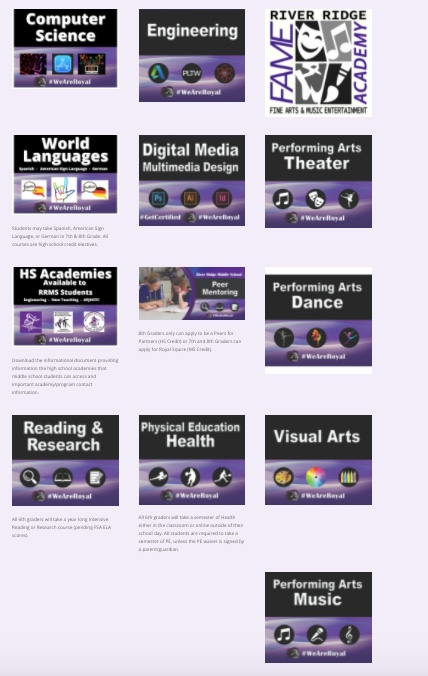 Computer
Science
#WeAreRoyal
Engineering
PLTW
#WeAreRoyal
RIVER RIDGE
FAME
ACADEMY
FINE ARTS & MUSIC ENTERTAINMENT
World
Languages
Spanish - American Sign Language - German
#WeAreRoyal
Students may take Spanish, American Sign
Language, or German in 7th & 8th Grade. All
courses are high school credit electives.
Digital Media
Multimedia Design
Ps
Ai
Id
#GetCertified #WeAreRoyal
Performing Arts
Theater
#WeAreRoyal
HS Academies
Available to
RRMS Students
#WeAreRoyal
Download the informational document providing
information the high school academies that
middle school students can access and
important academy/program contact
information.
River Ridge Middle School
Peer
Mentoring
#WeAreRoyal
8th Graders only can apply to be a Peers for
Partners (HS Credit) or 7th and 8th Graders can
apply for Royal Squire (MS Credit).
Performing Arts
Dance
#WeAreRoyal
Reading &
Research
#WeAreRoyal
All 6th graders will take a year long Intensive
Reading or Research course (pending FSA ELA
scores).
Physical Education
Health
#WeAreRoyal
All 6th graders will take a semester of Health
either in the classroom or online outside of their
school day. All students are required to take a
semester of PE, unless the PE waiver is signed by
a parent/guardian.
Visual Arts
#WeAreRoyal
Performing Arts
Music
#WeAreRoyal